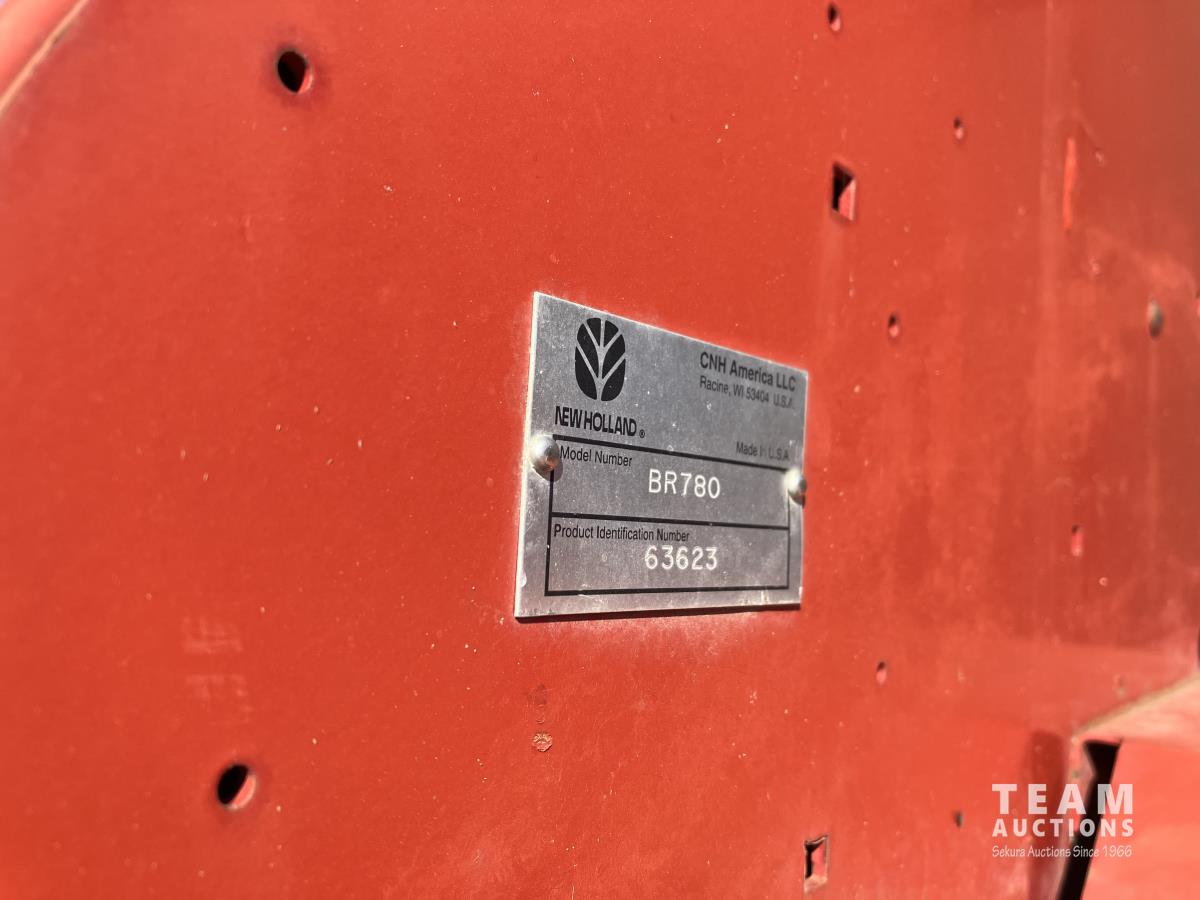 NEW HOLLAND®
CNH America LLC
Racine, WI 53404 U.S.A.
Made in U.S.A.
Model Number
BR780
Product Identification Number
63623
TEAM
AUCTIONS
Sekura Auctions Since 1966